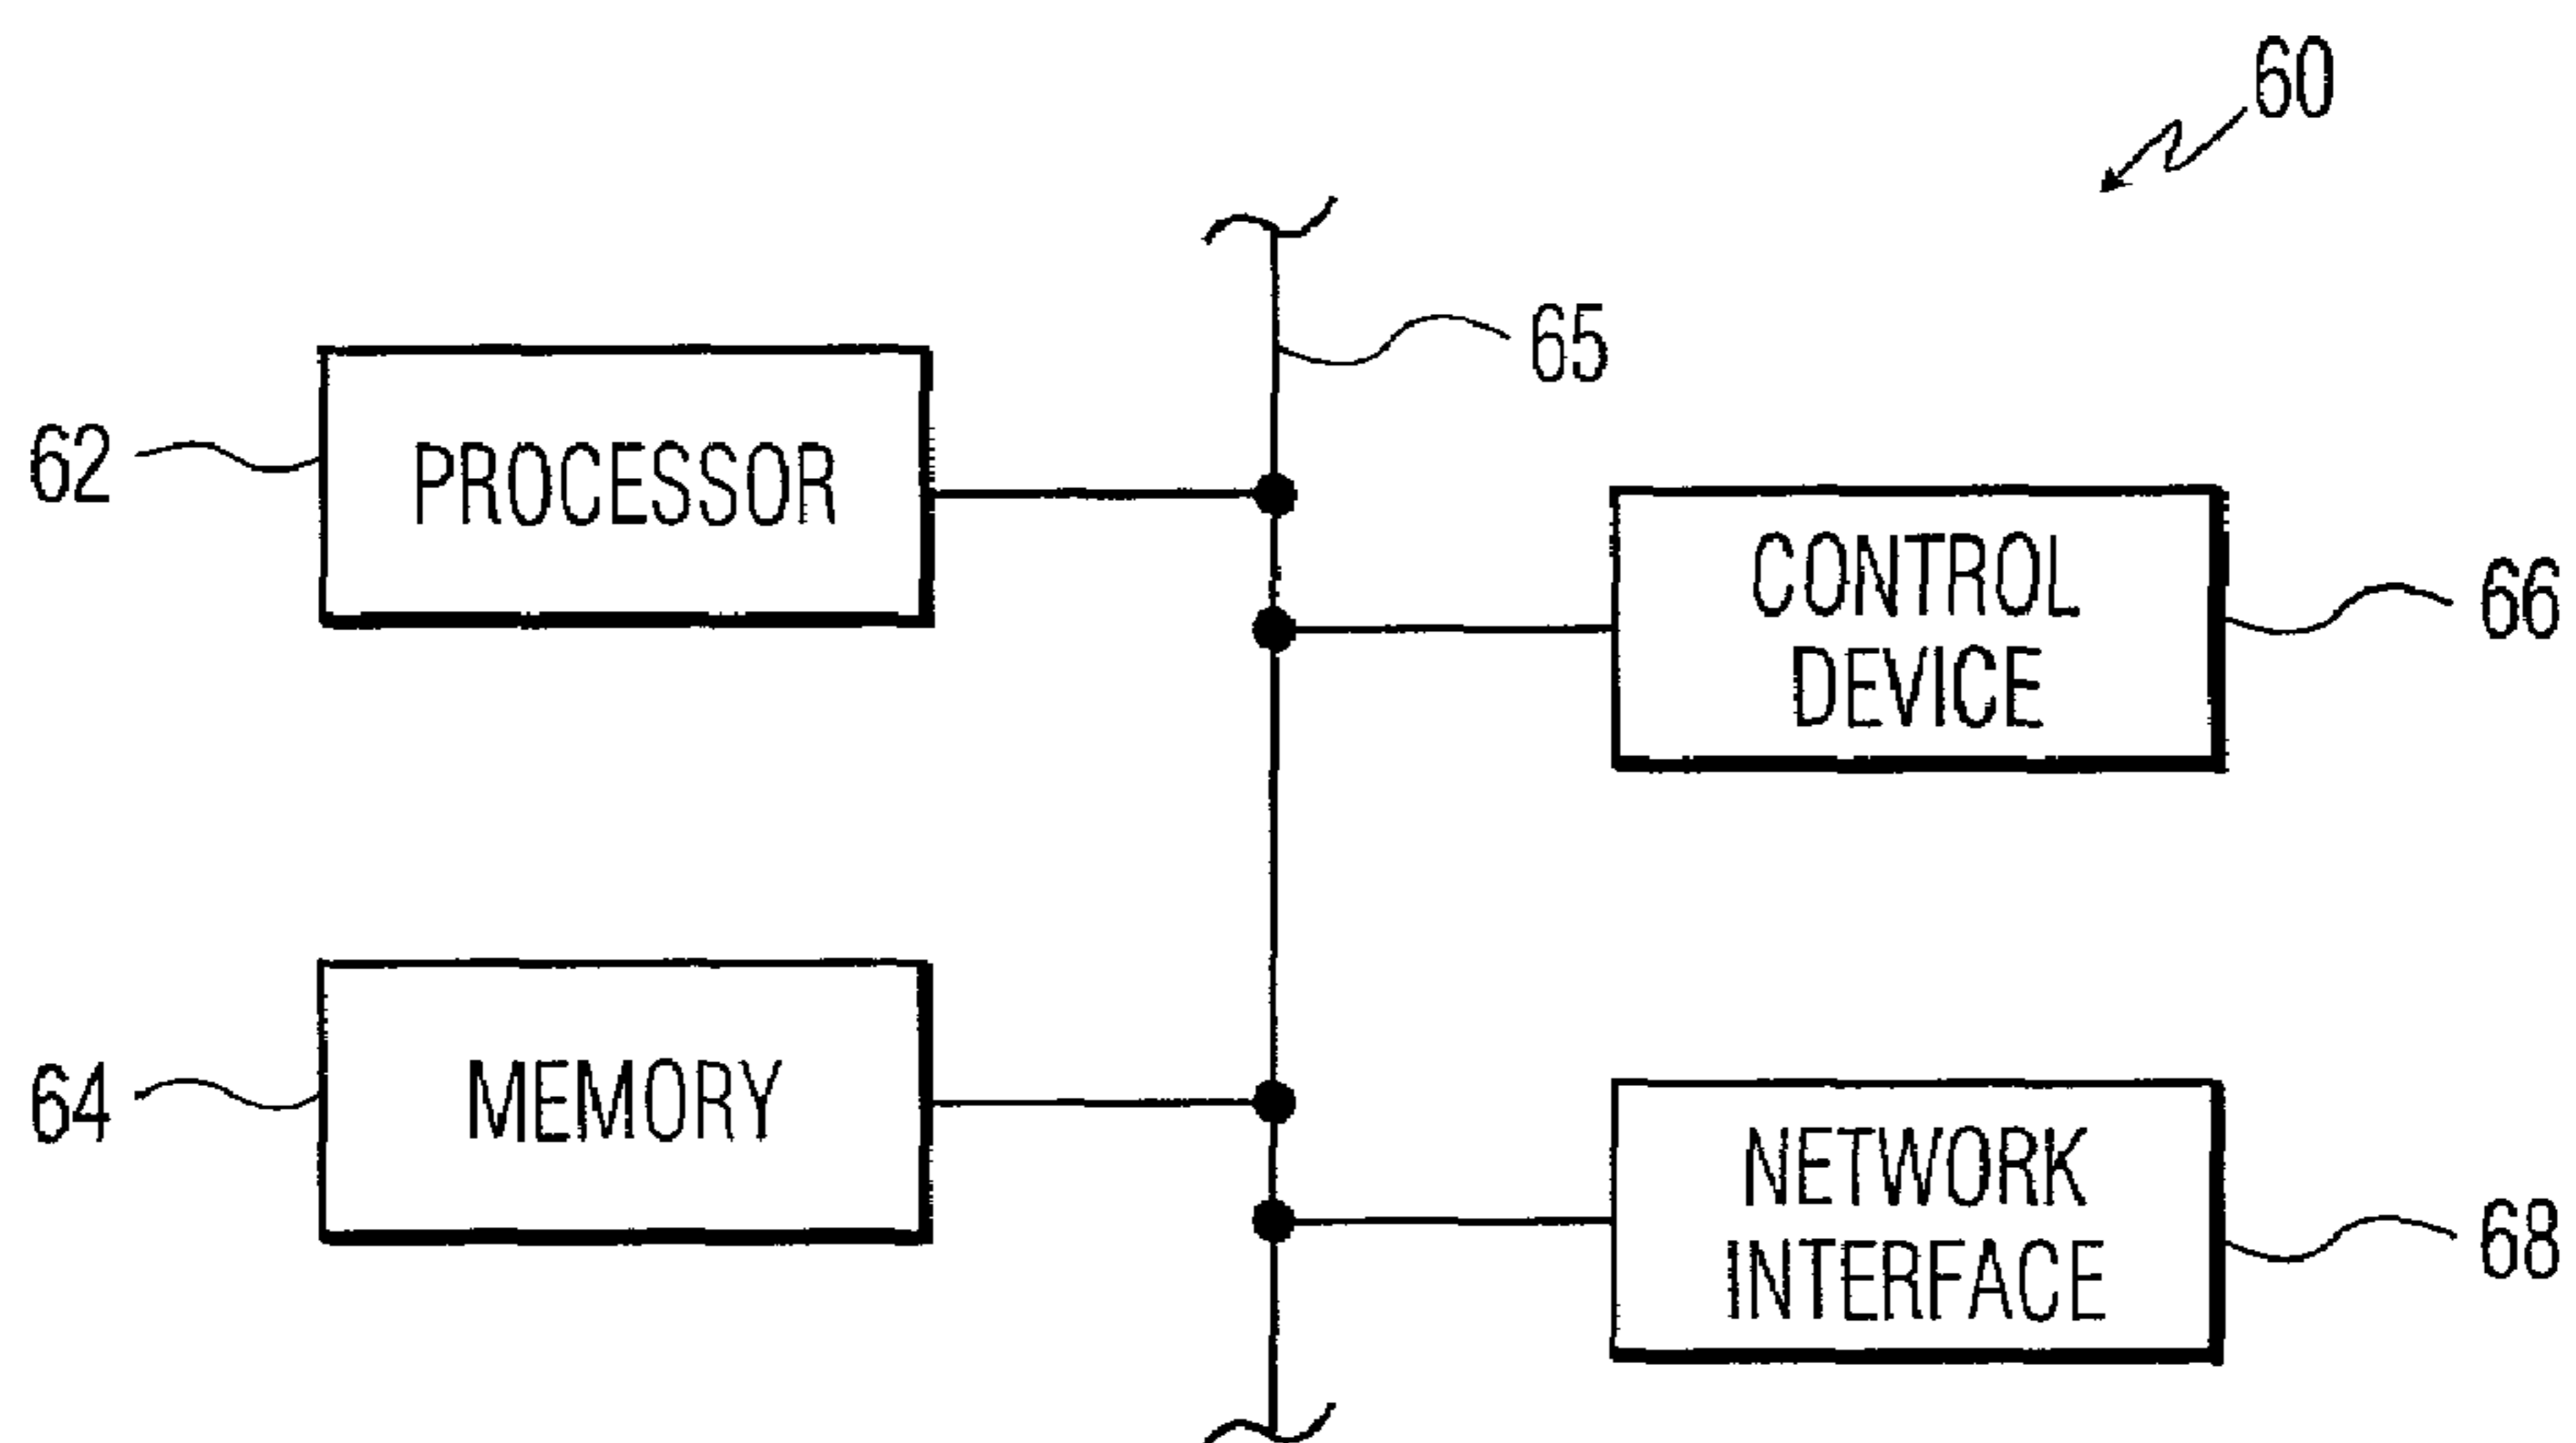 60
65
62
PROCESSOR
CONTROL
DEVICE
66
64
MEMORY
NETWORK
INTERFACE
68